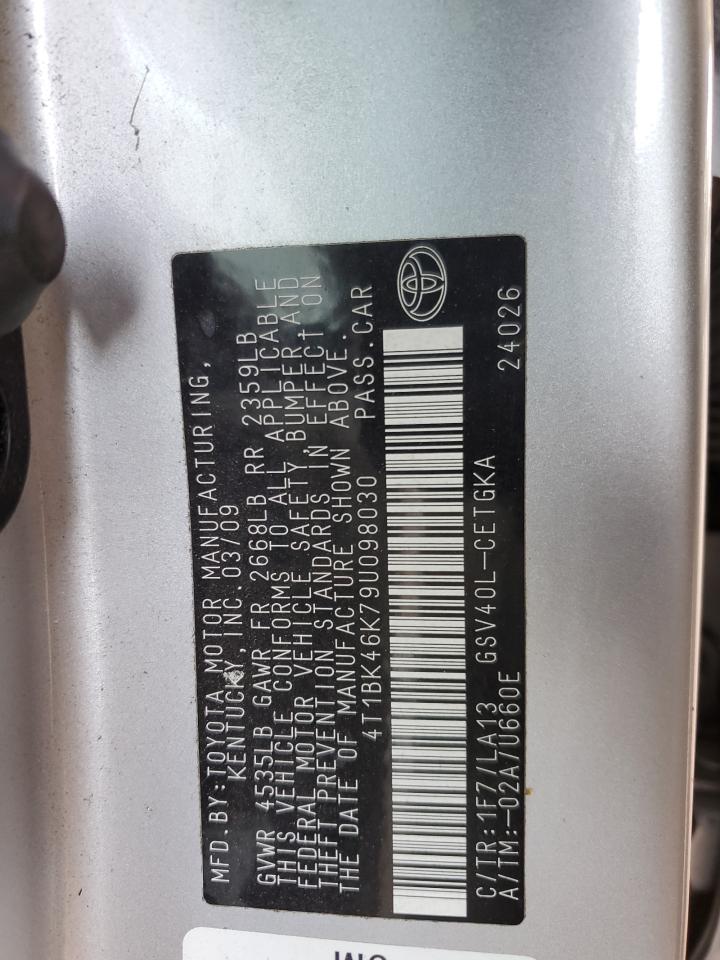 MFD.BY:TOYOTA MOTOR MANUFACTURING,
KENTUCKY,INC.03/09
GVWR 4535LB GAWR FR 2668LB RR 2359LB
THIS VEHICLE CONFORMS TO ALL APPLICABLE
FEDERAL MOTOR VEHICLE SAFETY,BUMPER,AND
THEFT PREVENTION STANDARDS IN EFFECT ON
THE DATE OF MANUFACTURE SHOWN ABOVE.
4T1BK46K79U098030 PASS.CAR
C/TR:1F7/LA13 GSV40L-CETGKA
A/TM:-02A/U660E 24026